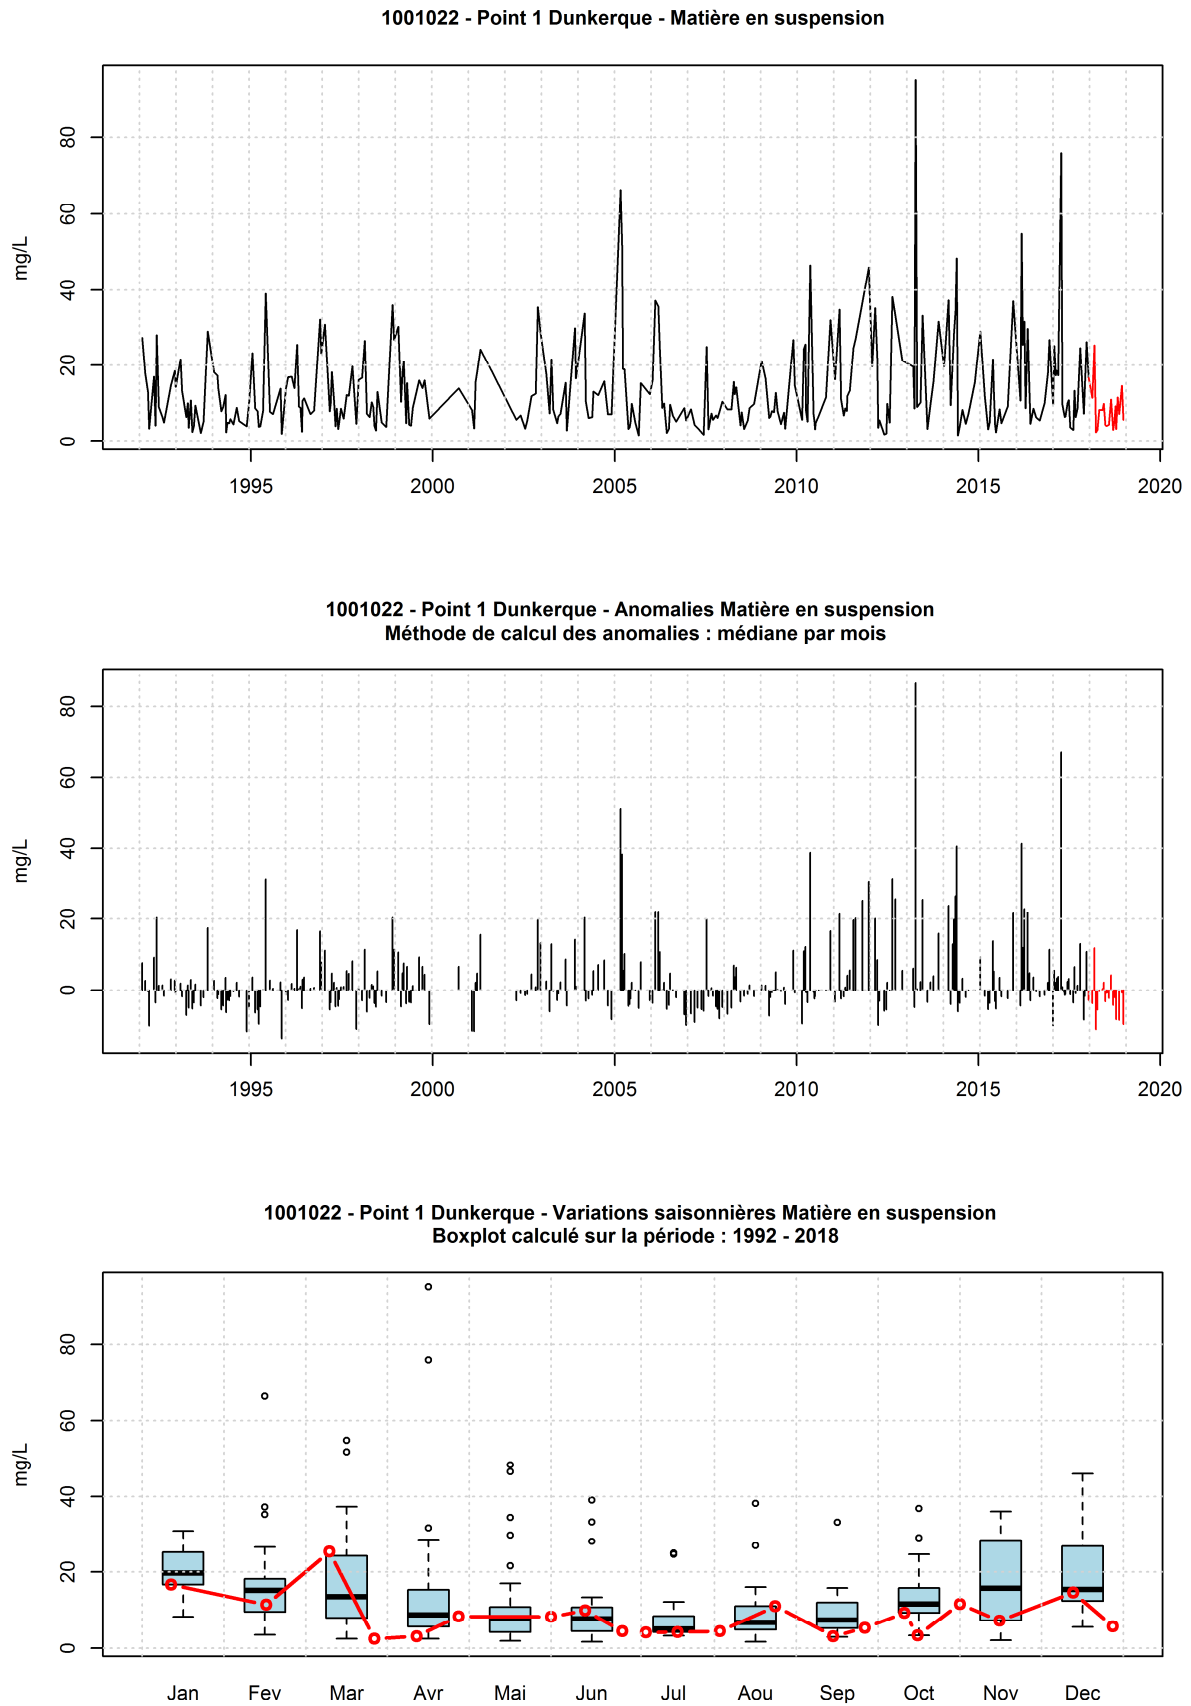 1001022 - Point 1 Dunkerque - Matière en suspension
mg/L
80
60
40
20
0
1995 2000 2005 2010 2015 2020
1001022 - Point 1 Dunkerque - Anomalies Matière en suspension
Méthode de calcul des anomalies : médiane par mois
mg/L
80
60
40
20
0
1995 2000 2005 2010 2015 2020
1001022 - Point 1 Dunkerque - Variations saisonnières Matière en suspension
Boxplot calculé sur la période : 1992 - 2018
mg/L
80
60
40
20
0
Jan Fev Mar Avr Mai Jun Jul Aou Sep Oct Nov Dec